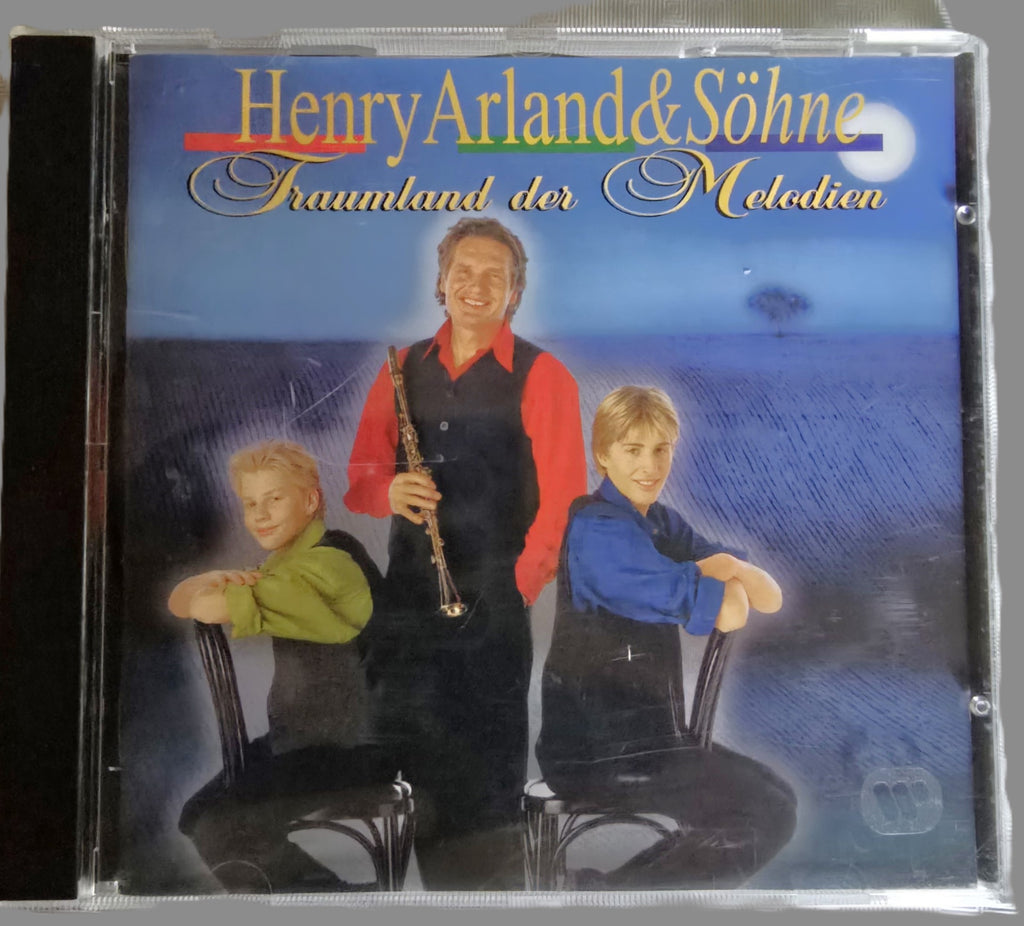 Henry Arland & Söhne
Traumland der Melodien